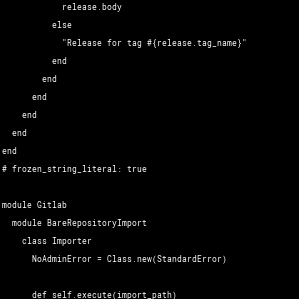 release.body
else
"Release for tag #{release.tag_name}"
end
end
end
end
end
end
# frozen_string_literal: true
module Gitlab
module BareRepositoryImport
class Importer
NoAdminError = Class.new(StandardError)
def self.execute(import_path)